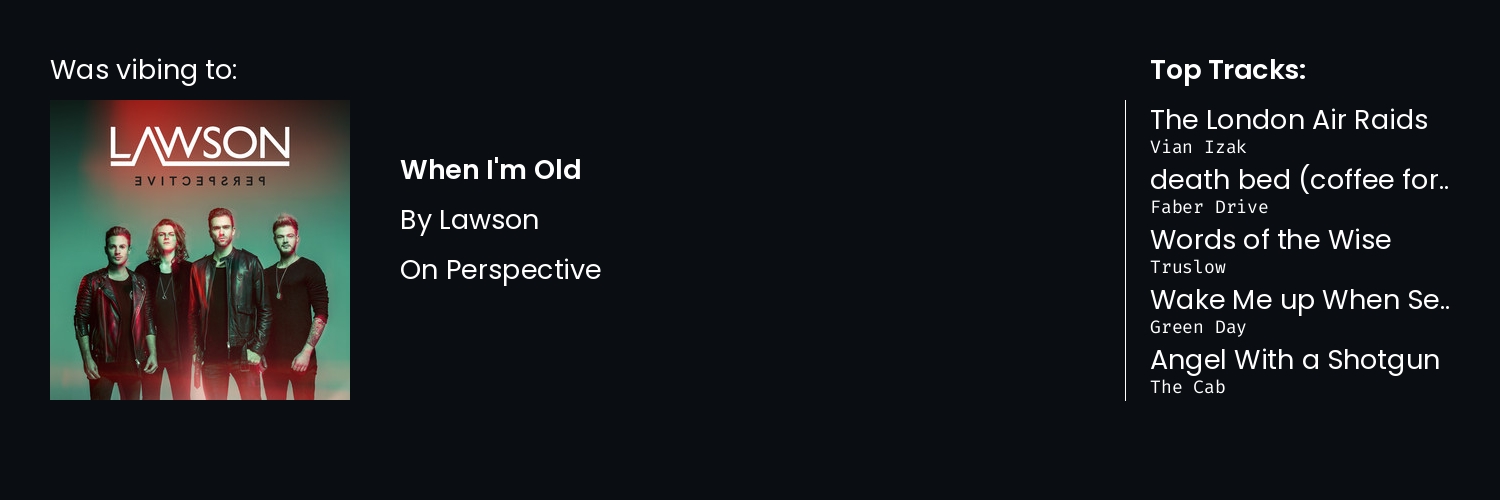 Was vibing to:
LAWSON
PERSPECTIVE
When I'm Old
By Lawson
On Perspective
Top Tracks:
The London Air Raids
Vian Izak
death bed (coffee for..
Faber Drive
Words of the Wise
Truslow
Wake Me up When Se..
Green Day
Angel With a Shotgun
The Cab